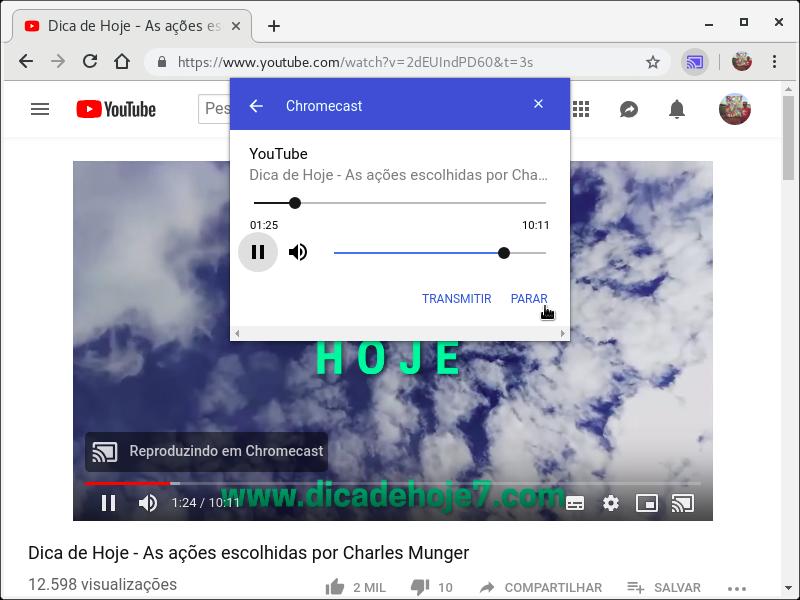 Dica de Hoje - As ações es
https://www.youtube.com/watch?v=2dEUIndPD60&t=3s
Chromecast
YouTube
Pes
YouTube
Dica de Hoje - As ações escolhidas por Cha...
01:25
10:11
TRANSMITIR
PARAR
HOJE
Reproduzindo em Chromecast
www.dicadehoje7.com
1:24 / 10:11
Dica de Hoje - As ações escolhidas por Charles Munger
12.598 visualizações
2 MIL
10
COMPARTILHAR
SALVAR